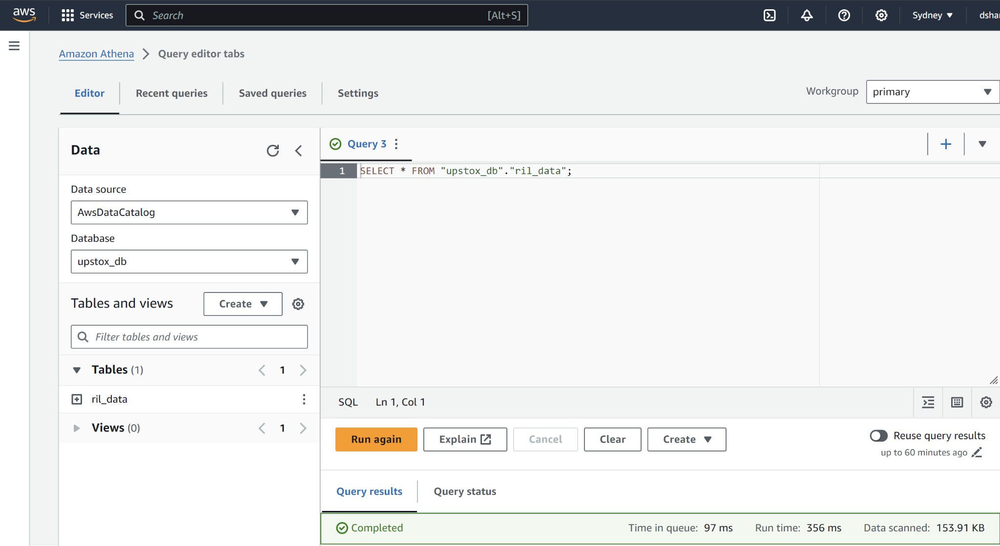 aws
Services
Search
[Alt+S]
Sydney
dshar
Amazon Athena
Query editor tabs
Editor
Recent queries
Saved queries
Settings
Workgroup
primary
Data
Data source
AwsDataCatalog
Database
upstox_db
Tables and views
Create
Filter tables and views
Tables (1)
1
ril_data
Views (0)
1
Query 3
1
SELECT * FROM "upstox_db"."ril_data";
SQL
Ln 1, Col 1
Run again
Explain
Cancel
Clear
Create
Reuse query results
up to 60 minutes ago
Query results
Query status
Completed
Time in queue: 97 ms
Run time: 356 ms
Data scanned: 153.91 KB